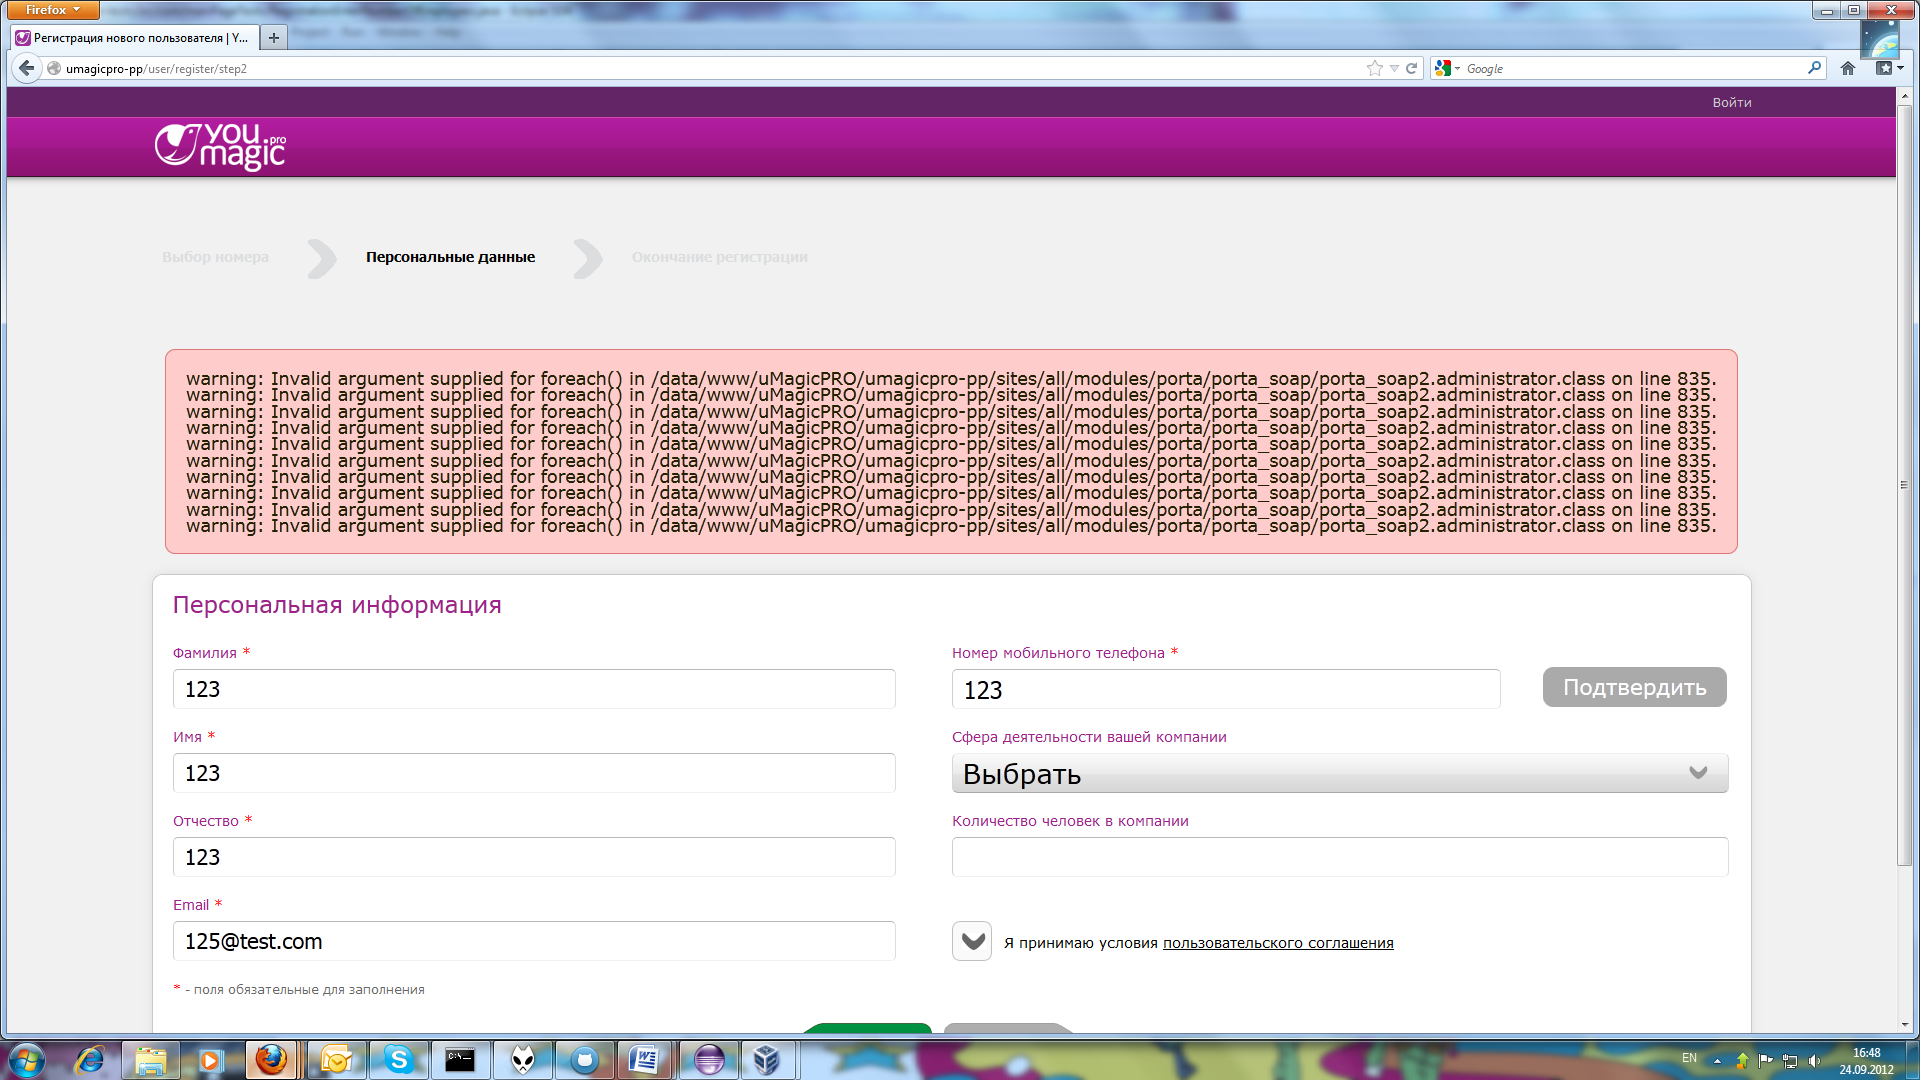 Firefox
Регистрация нового пользователя | Y...
umagicpro-pp/user/register/step2
Google
Войти
you magic pro
Выбор номера
Персональные данные
Окончание регистрации
warning: Invalid argument supplied for foreach() in /data/www/uMagicPRO/umagicpro-pp/sites/all/modules/porta/porta_soap/porta_soap2.administrator.class on line 835.
warning: Invalid argument supplied for foreach() in /data/www/uMagicPRO/umagicpro-pp/sites/all/modules/porta/porta_soap/porta_soap2.administrator.class on line 835.
warning: Invalid argument supplied for foreach() in /data/www/uMagicPRO/umagicpro-pp/sites/all/modules/porta/porta_soap/porta_soap2.administrator.class on line 835.
warning: Invalid argument supplied for foreach() in /data/www/uMagicPRO/umagicpro-pp/sites/all/modules/porta/porta_soap/porta_soap2.administrator.class on line 835.
warning: Invalid argument supplied for foreach() in /data/www/uMagicPRO/umagicpro-pp/sites/all/modules/porta/porta_soap/porta_soap2.administrator.class on line 835.
warning: Invalid argument supplied for foreach() in /data/www/uMagicPRO/umagicpro-pp/sites/all/modules/porta/porta_soap/porta_soap2.administrator.class on line 835.
warning: Invalid argument supplied for foreach() in /data/www/uMagicPRO/umagicpro-pp/sites/all/modules/porta/porta_soap/porta_soap2.administrator.class on line 835.
warning: Invalid argument supplied for foreach() in /data/www/uMagicPRO/umagicpro-pp/sites/all/modules/porta/porta_soap/porta_soap2.administrator.class on line 835.
warning: Invalid argument supplied for foreach() in /data/www/uMagicPRO/umagicpro-pp/sites/all/modules/porta/porta_soap/porta_soap2.administrator.class on line 835.
warning: Invalid argument supplied for foreach() in /data/www/uMagicPRO/umagicpro-pp/sites/all/modules/porta/porta_soap/porta_soap2.administrator.class on line 835.
Персональная информация
Фамилия *
123
Имя *
123
Отчество *
123
Email *
125@test.com
* - поля обязательные для заполнения
Номер мобильного телефона *
123
Подтвердить
Сфера деятельности вашей компании
Выбрать
Количество человек в компании
Я принимаю условия пользовательского соглашения
EN
16:48
24.09.2012